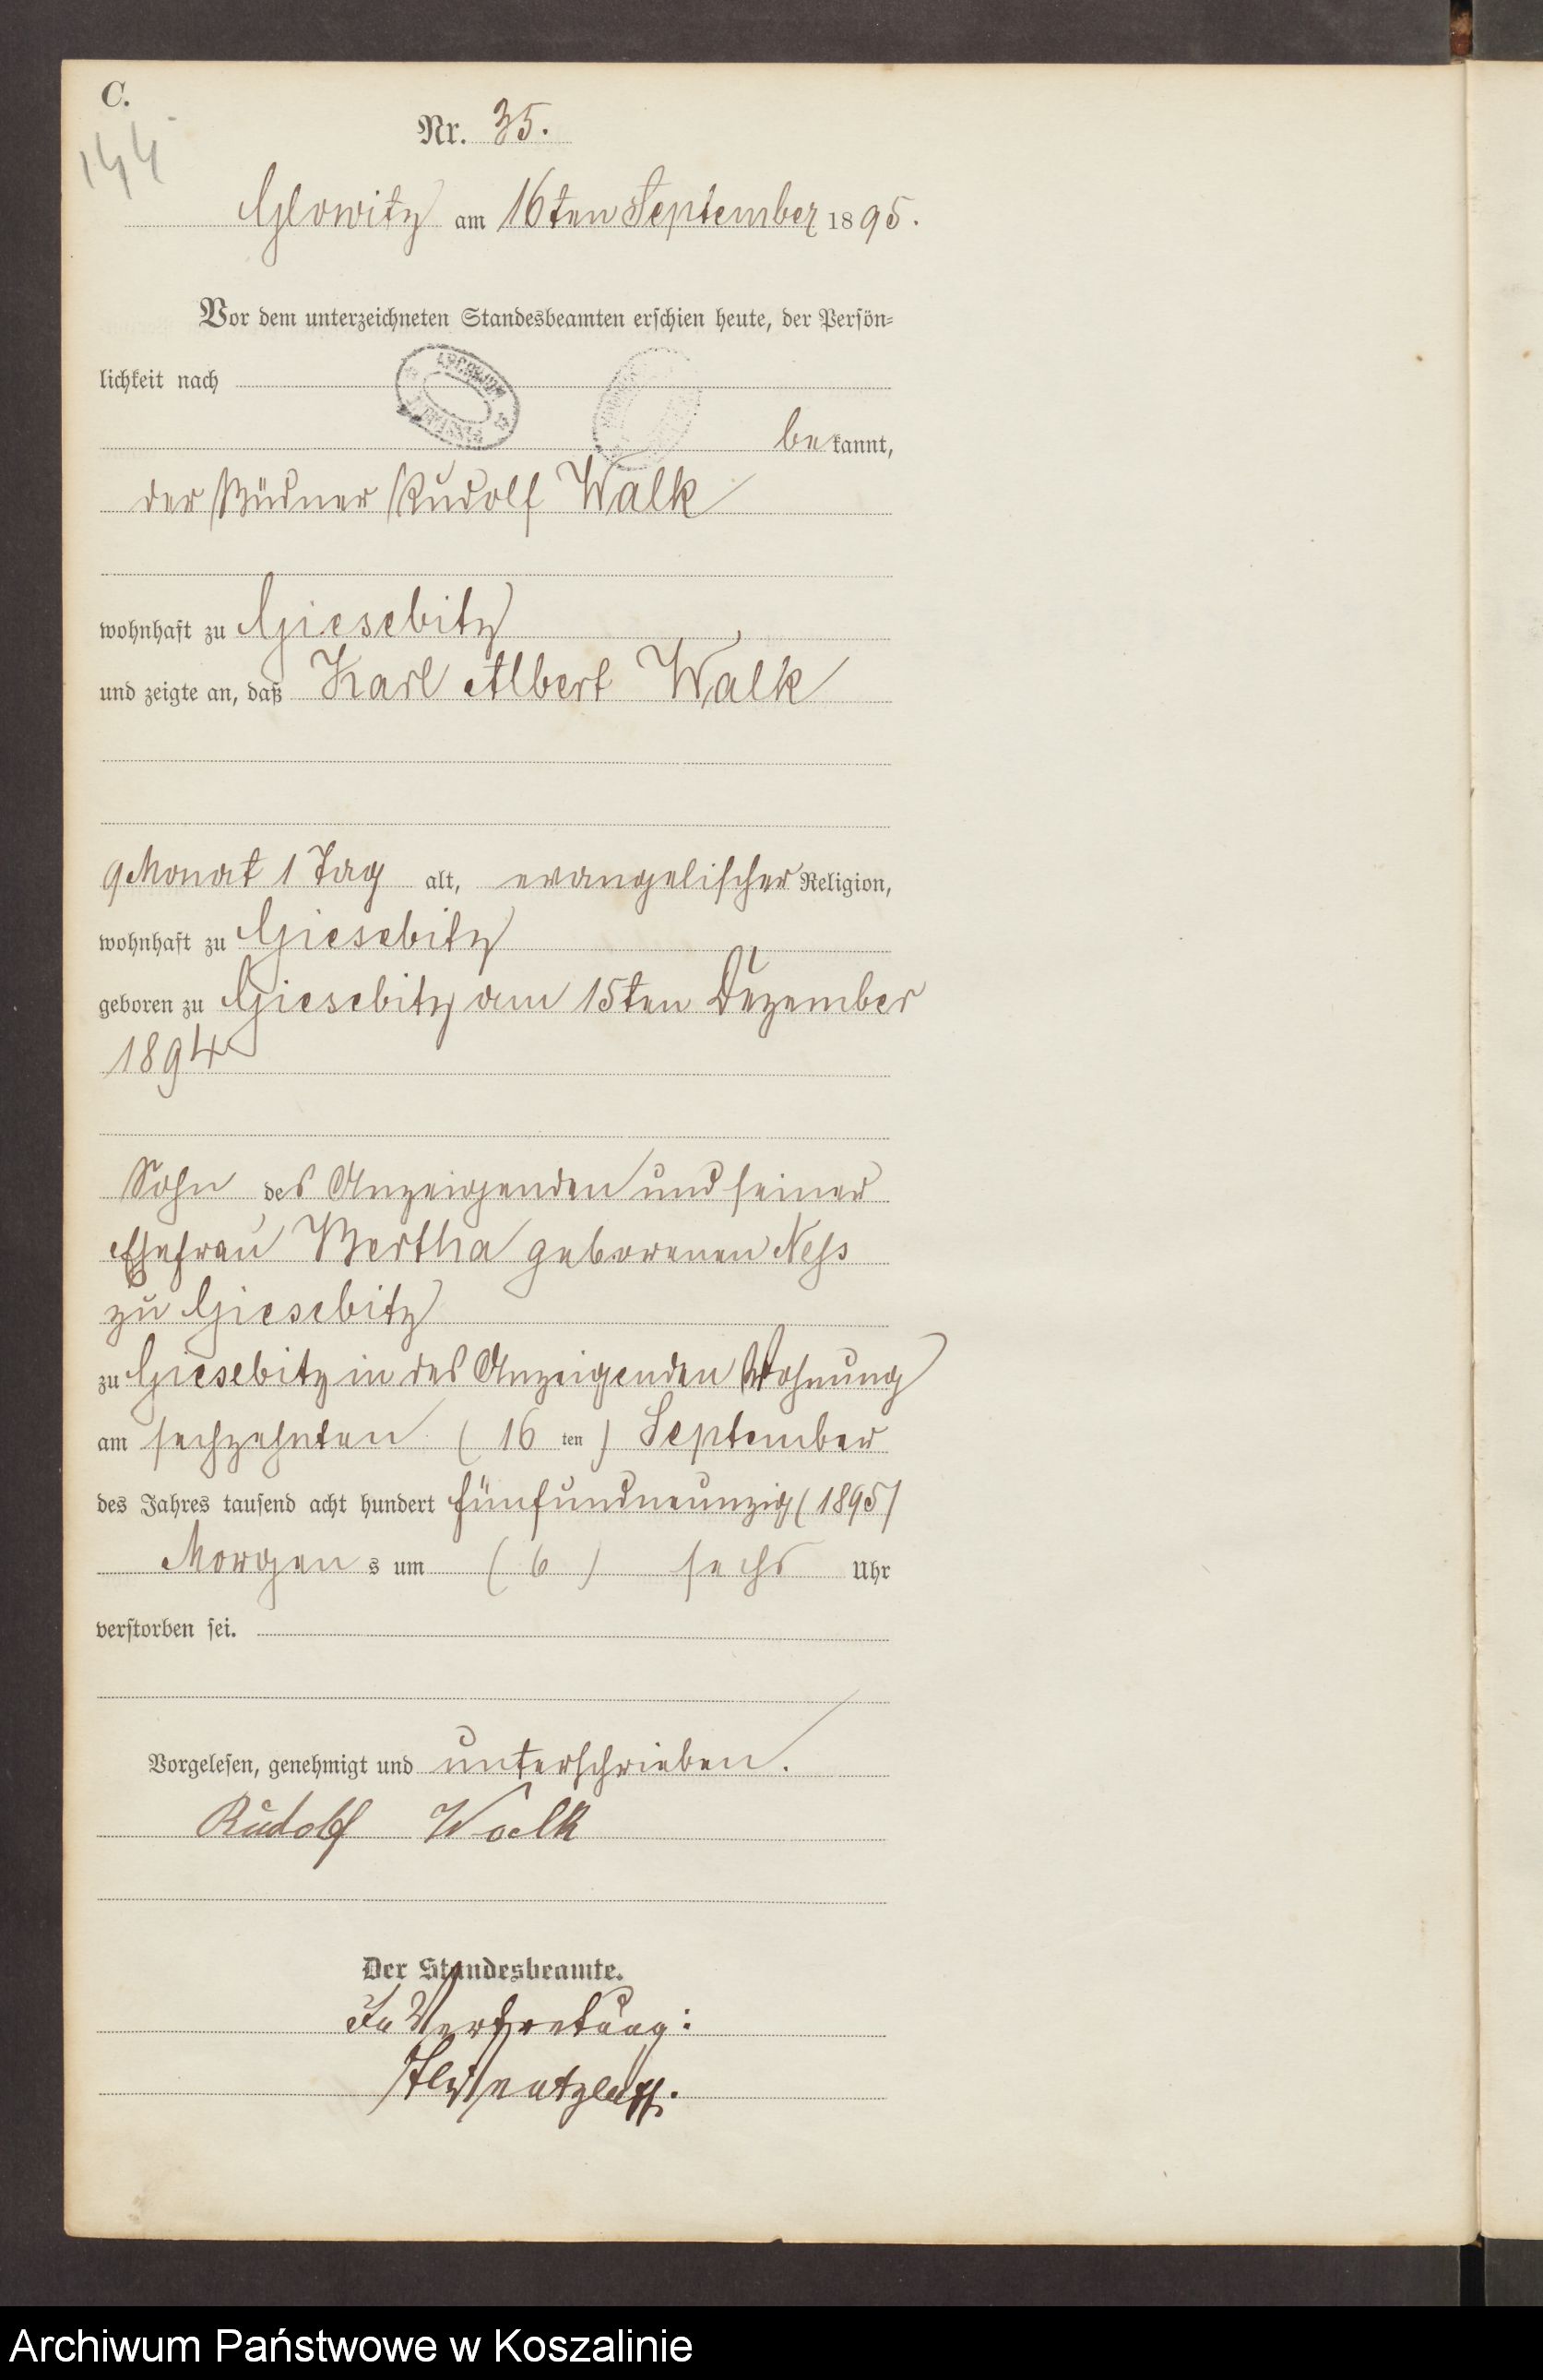 C.
144
Nr. 35.
Glowitz am 16ten September 1895.
Vor dem unterzeichneten Standesbeamten erschien heute, der Persön-
lichkeit nach
bekannt,
der Büdner Rudolf Walk
wohnhaft zu Giesebitz
und zeigte an, daß Karl Albert Walk
9 Monat 1 Tag alt, evangelischer Religion,
wohnhaft zu Giesebitz
geboren zu Giesebitz am 15ten Dezember
1894
Sohn des Anzeigenden und seiner
Ehefrau Bertha geborenen Ness
zu Giesebitz
zu Giesebitz in des Anzeigenden Wohnung
am sechzehnten (16 ten) September
des Jahres tausend acht hundert fünfundneunzig (1895)
Morgens um (6) sechs Uhr
verstorben sei.
Vorgelesen, genehmigt und unterschrieben.
Rudolf Walk
Der Standesbeamte.
In Vertretung:
Archiwum Państwowe w Koszalinie